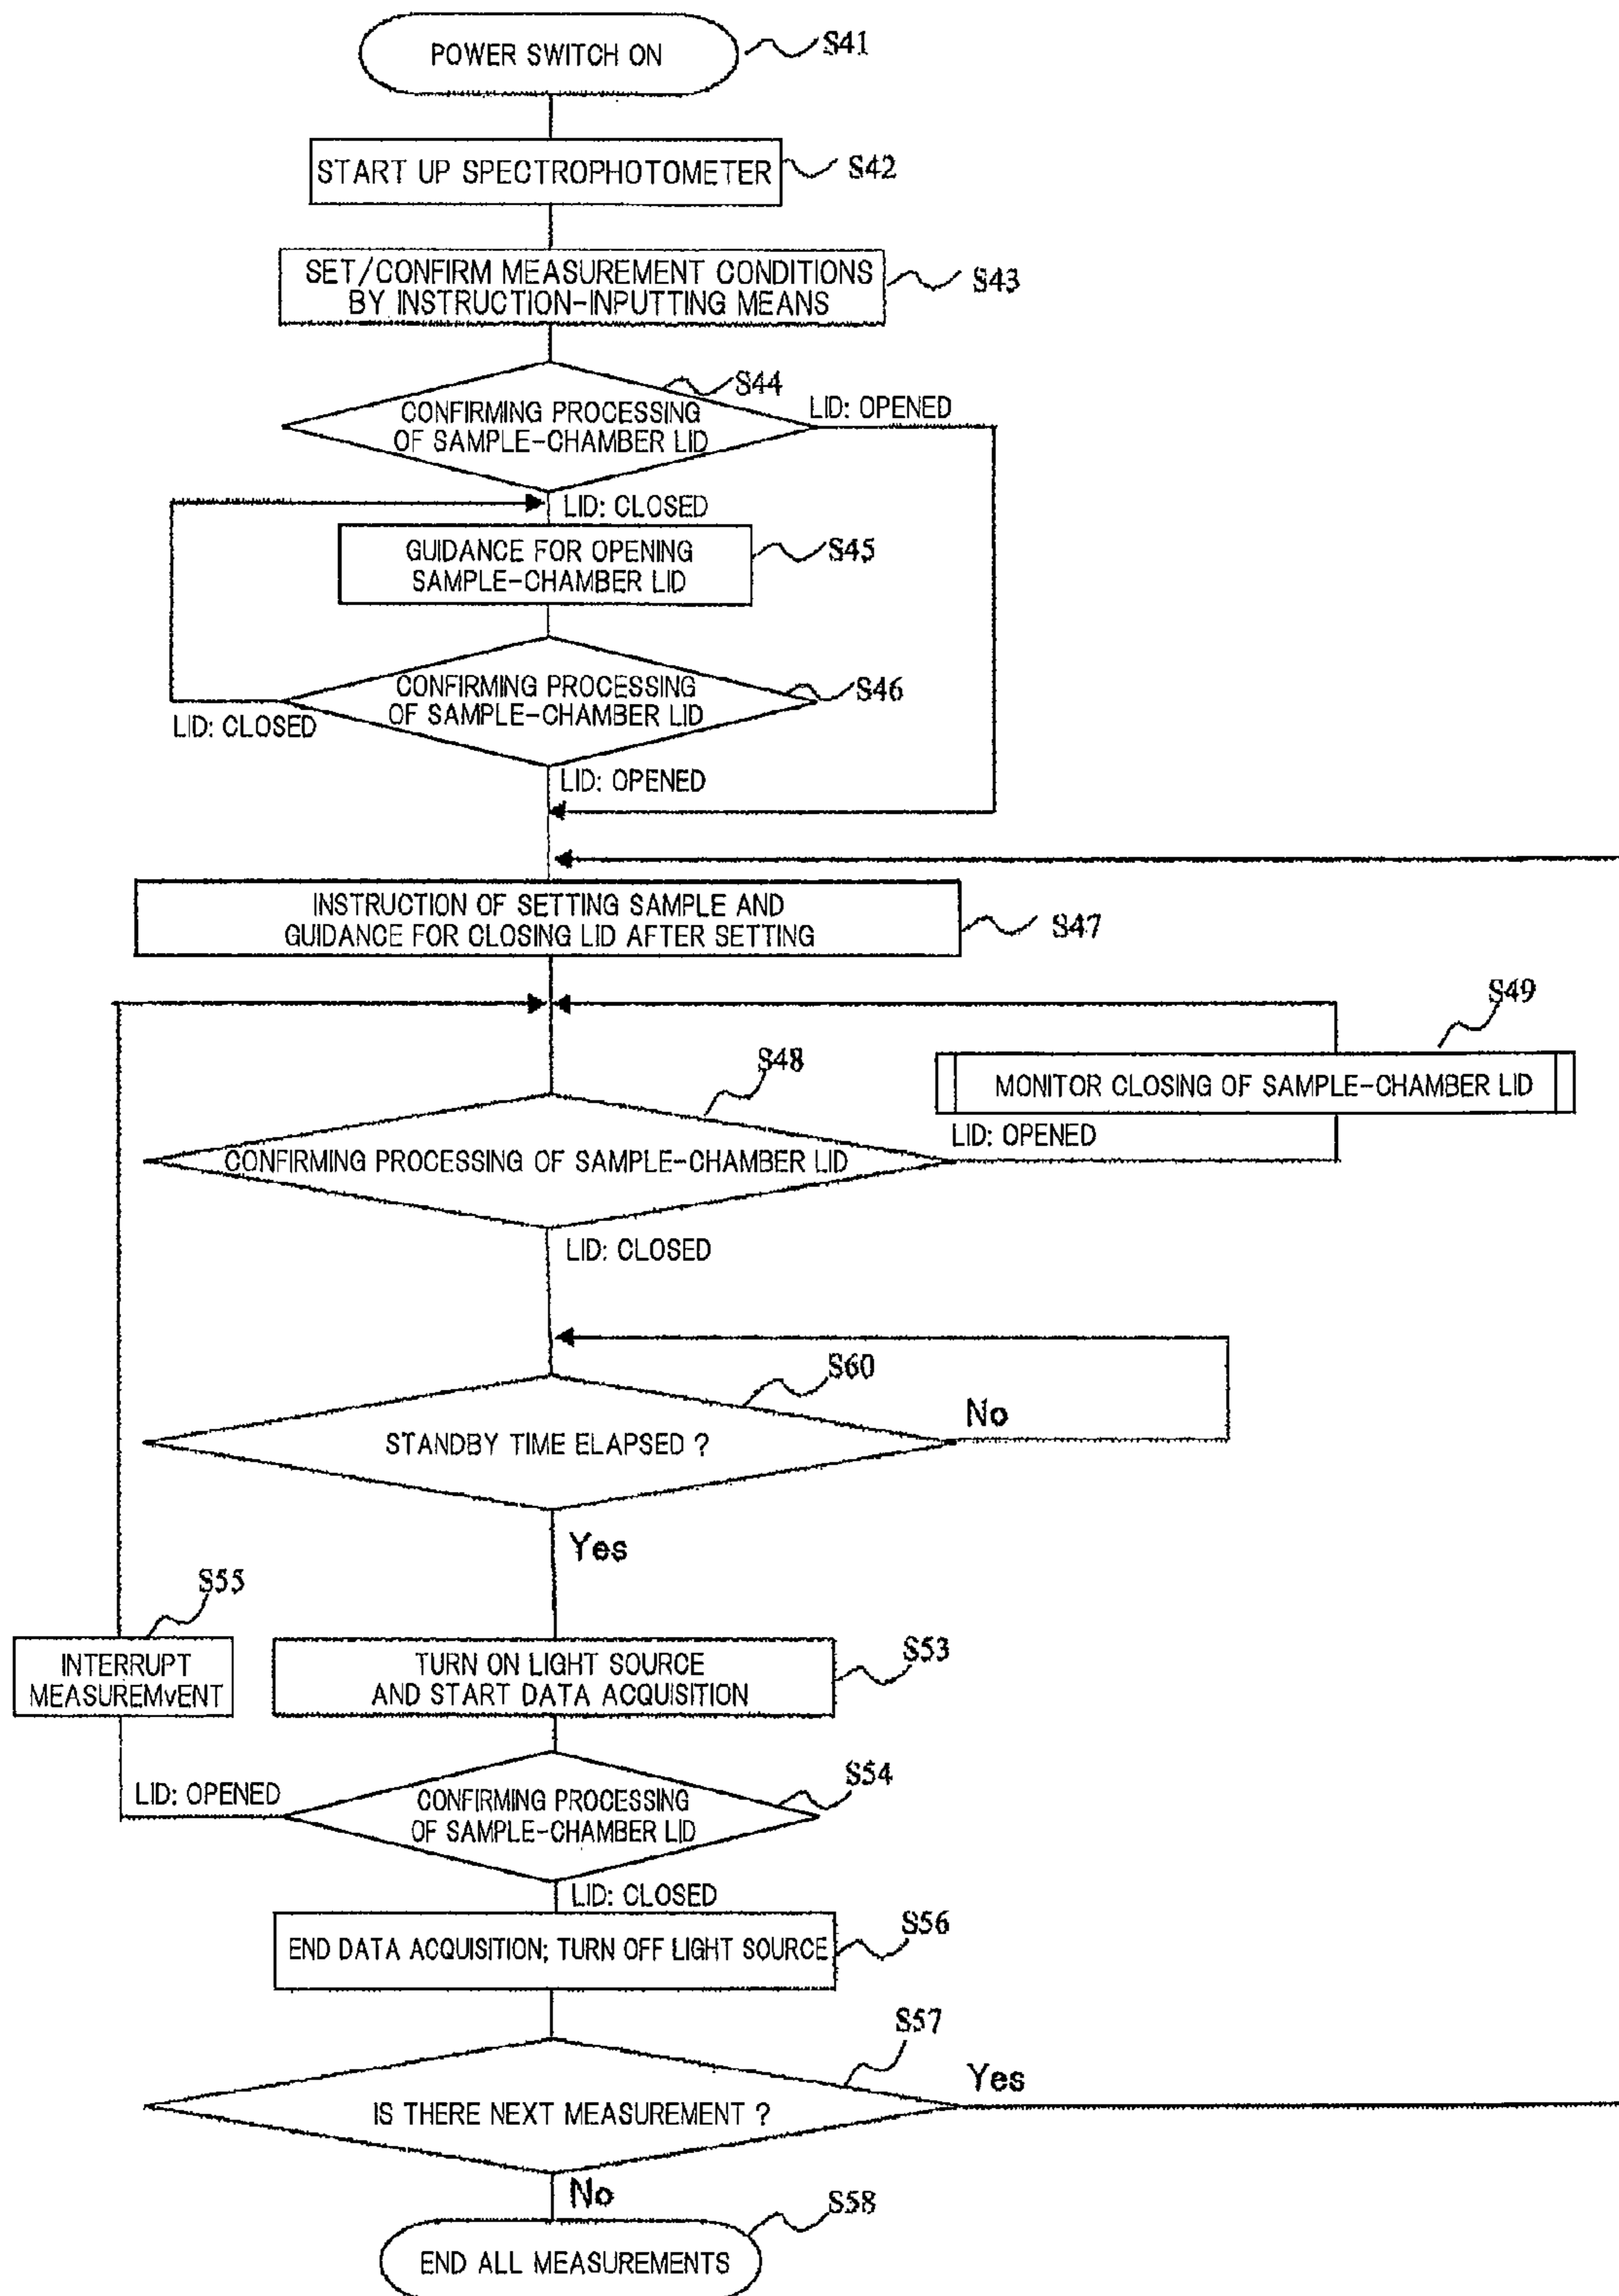 POWER SWITCH ON
S41
START UP SPECTROPHOTOMETER
S42
SET/CONFIRM MEASUREMENT CONDITIONS
BY INSTRUCTION-INPUTTING MEANS
S43
S44
CONFIRMING PROCESSING
OF SAMPLE-CHAMBER LID
LID: OPENED
LID: CLOSED
GUIDANCE FOR OPENING
SAMPLE-CHAMBER LID
S45
CONFIRMING PROCESSING
OF SAMPLE-CHAMBER LID
S46
LID: CLOSED
LID: OPENED
INSTRUCTION OF SETTING SAMPLE AND
GUIDANCE FOR CLOSING LID AFTER SETTING
S47
S49
MONITOR CLOSING OF SAMPLE-CHAMBER LID
S48
LID: OPENED
CONFIRMING PROCESSING OF SAMPLE-CHAMBER LID
LID: CLOSED
S60
No
STANDBY TIME ELAPSED ?
Yes
S55
INTERRUPT
MEASUREMvENT
TURN ON LIGHT SOURCE
AND START DATA ACQUISITION
S53
LID: OPENED
CONFIRMING PROCESSING
OF SAMPLE-CHAMBER LID
S54
LID: CLOSED
END DATA ACQUISITION; TURN OFF LIGHT SOURCE
S56
S57
Yes
IS THERE NEXT MEASUREMENT ?
No
S58
END ALL MEASUREMENTS